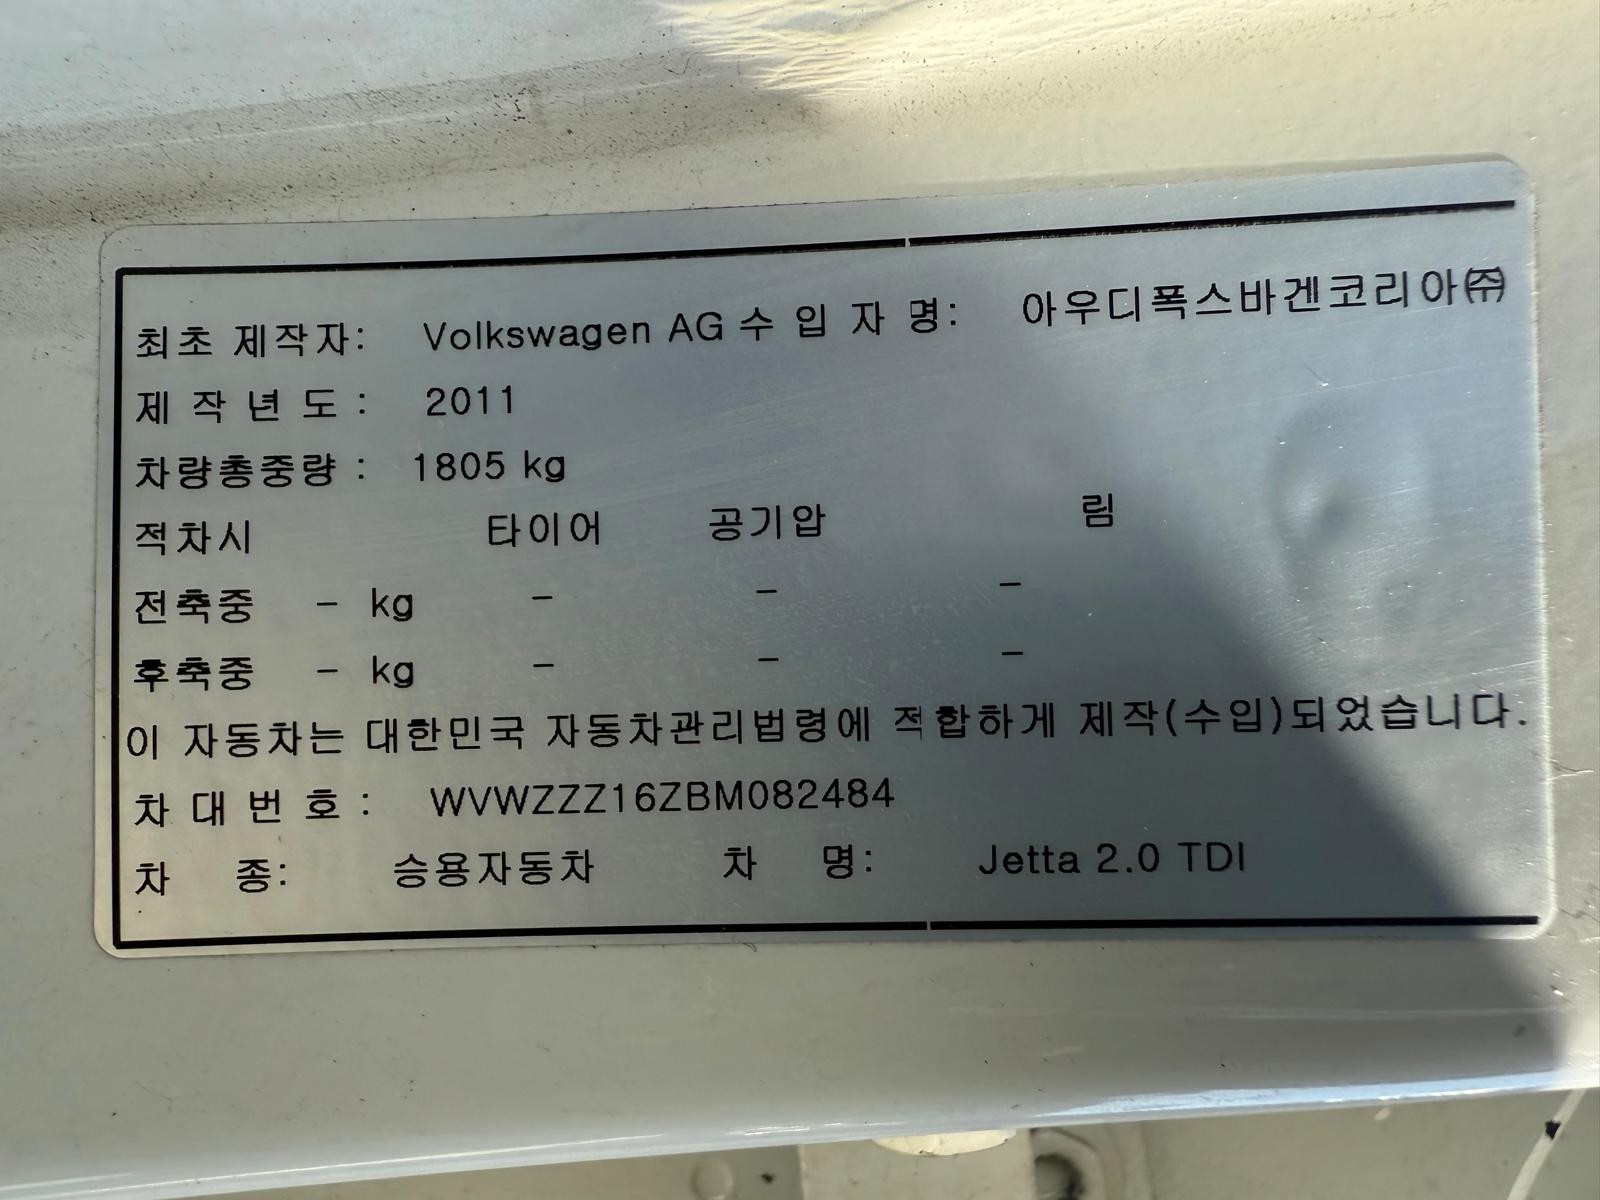 최초 제작자: Volkswagen AG 수 입 자 명: 아우디폭스바겐코리아㈜
제 작 년 도 : 2011
차량총중량 : 1805 kg
적차시 타이어 공기압 림
전축중 - kg - - -
후축중 - kg - - -
이 자동차는 대한민국 자동차관리법령에 적합하게 제작(수입)되었습니다.
차 대 번 호 : WVWZZZ16ZBM082484
차 종: 승용자동차 차 명: Jetta 2.0 TDI